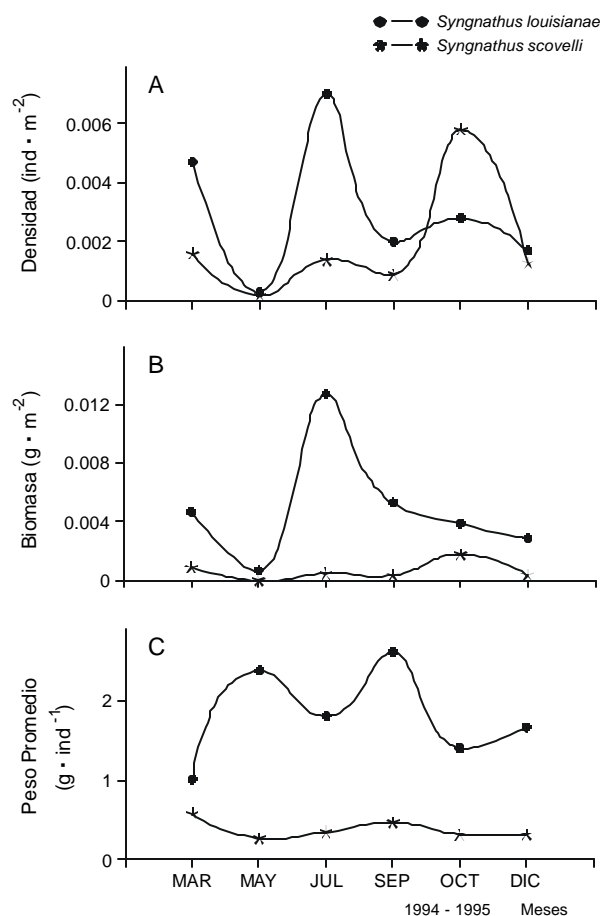 Syngnathus louisianae
Syngnathus scovelli
A
Densidad (ind · m-2)
0.006
0.004
0.002
0
B
Biomasa (g · m-2)
0.012
0.008
0.004
0
C
Peso Promedio
(g · ind-1)
2
1
0
MAR MAY JUL SEP OCT DIC
1994 - 1995 Meses